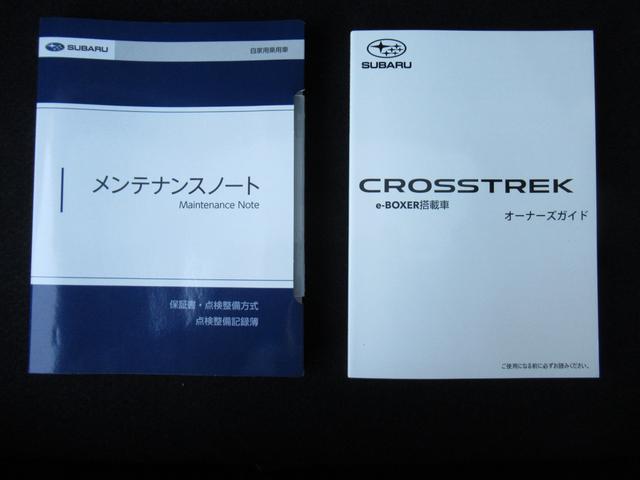 SUBARU
自家用乗用車
メンテナンスノート
Maintenance Note
保証書・点検整備方式
点検整備記録簿
SUBARU
CROSSTREK
e-BOXER搭載車
オーナーズガイド
ご使用になる前に必ずお読みください。